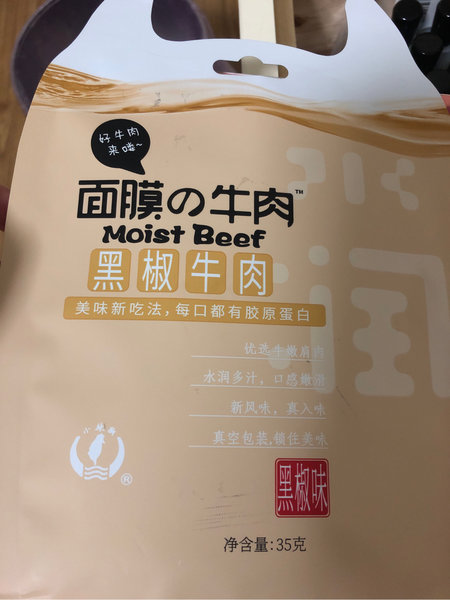 好牛肉
来喽~
面膜の牛肉™
Moist Beef
黑椒牛肉
美味新吃法,每口都有胶原蛋白
优选牛嫩肩肉
水润多汁,口感嫩滑
新风味,真入味
真空包装,锁住美味
®
黑椒味
净含量:35克